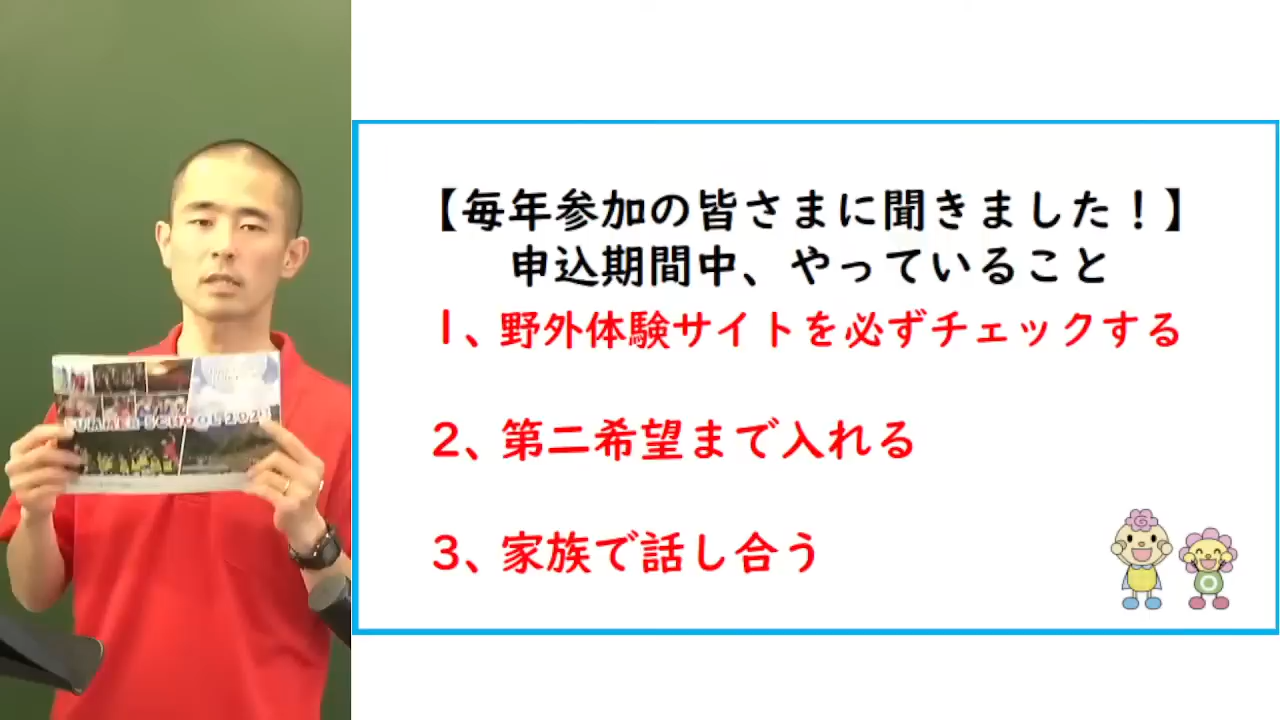 SUMMER SCHOOL 2024
【毎年参加の皆さまに聞きました！】
申込期間中、やっていること
1、野外体験サイトを必ずチェックする
2、第二希望まで入れる
3、家族で話し合う